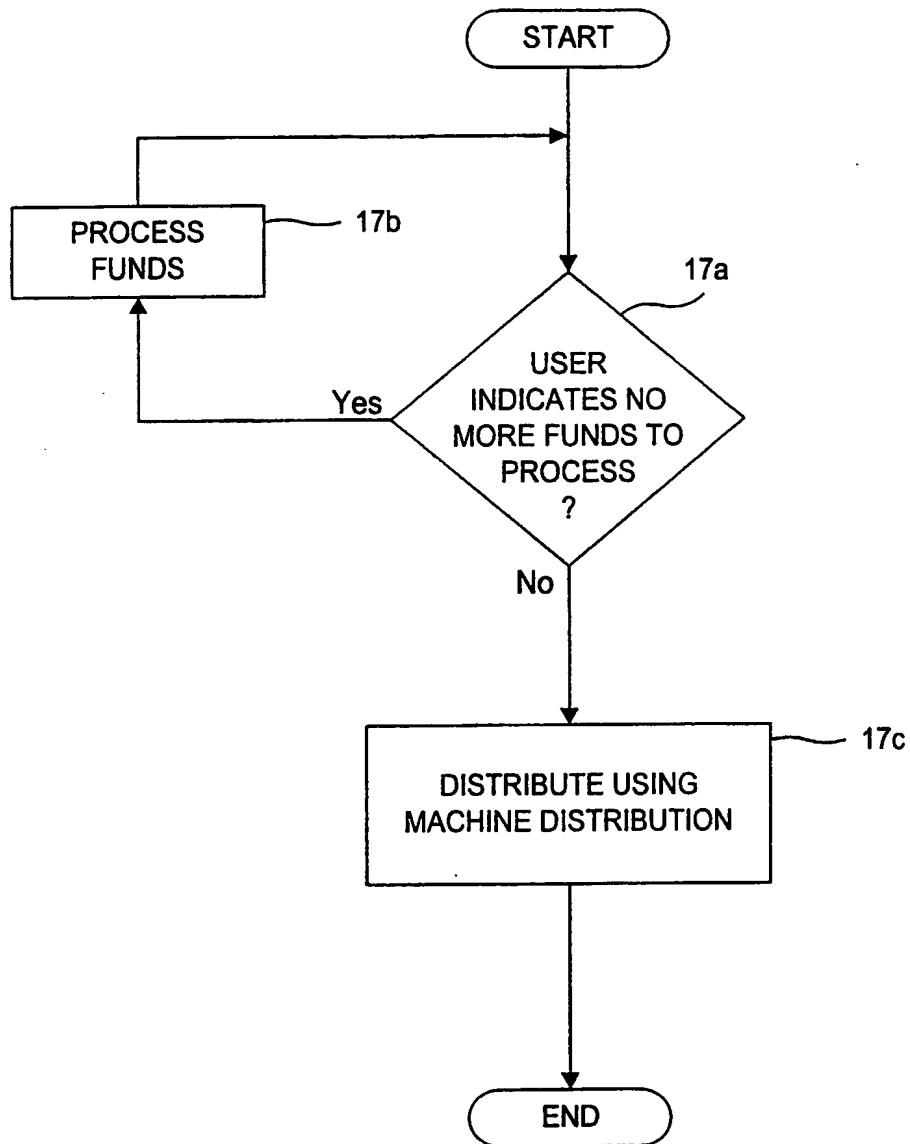 START
PROCESS
FUNDS
17b
17a
USER
INDICATES NO
MORE FUNDS TO
PROCESS
?
Yes
No
17c
DISTRIBUTE USING
MACHINE DISTRIBUTION
END